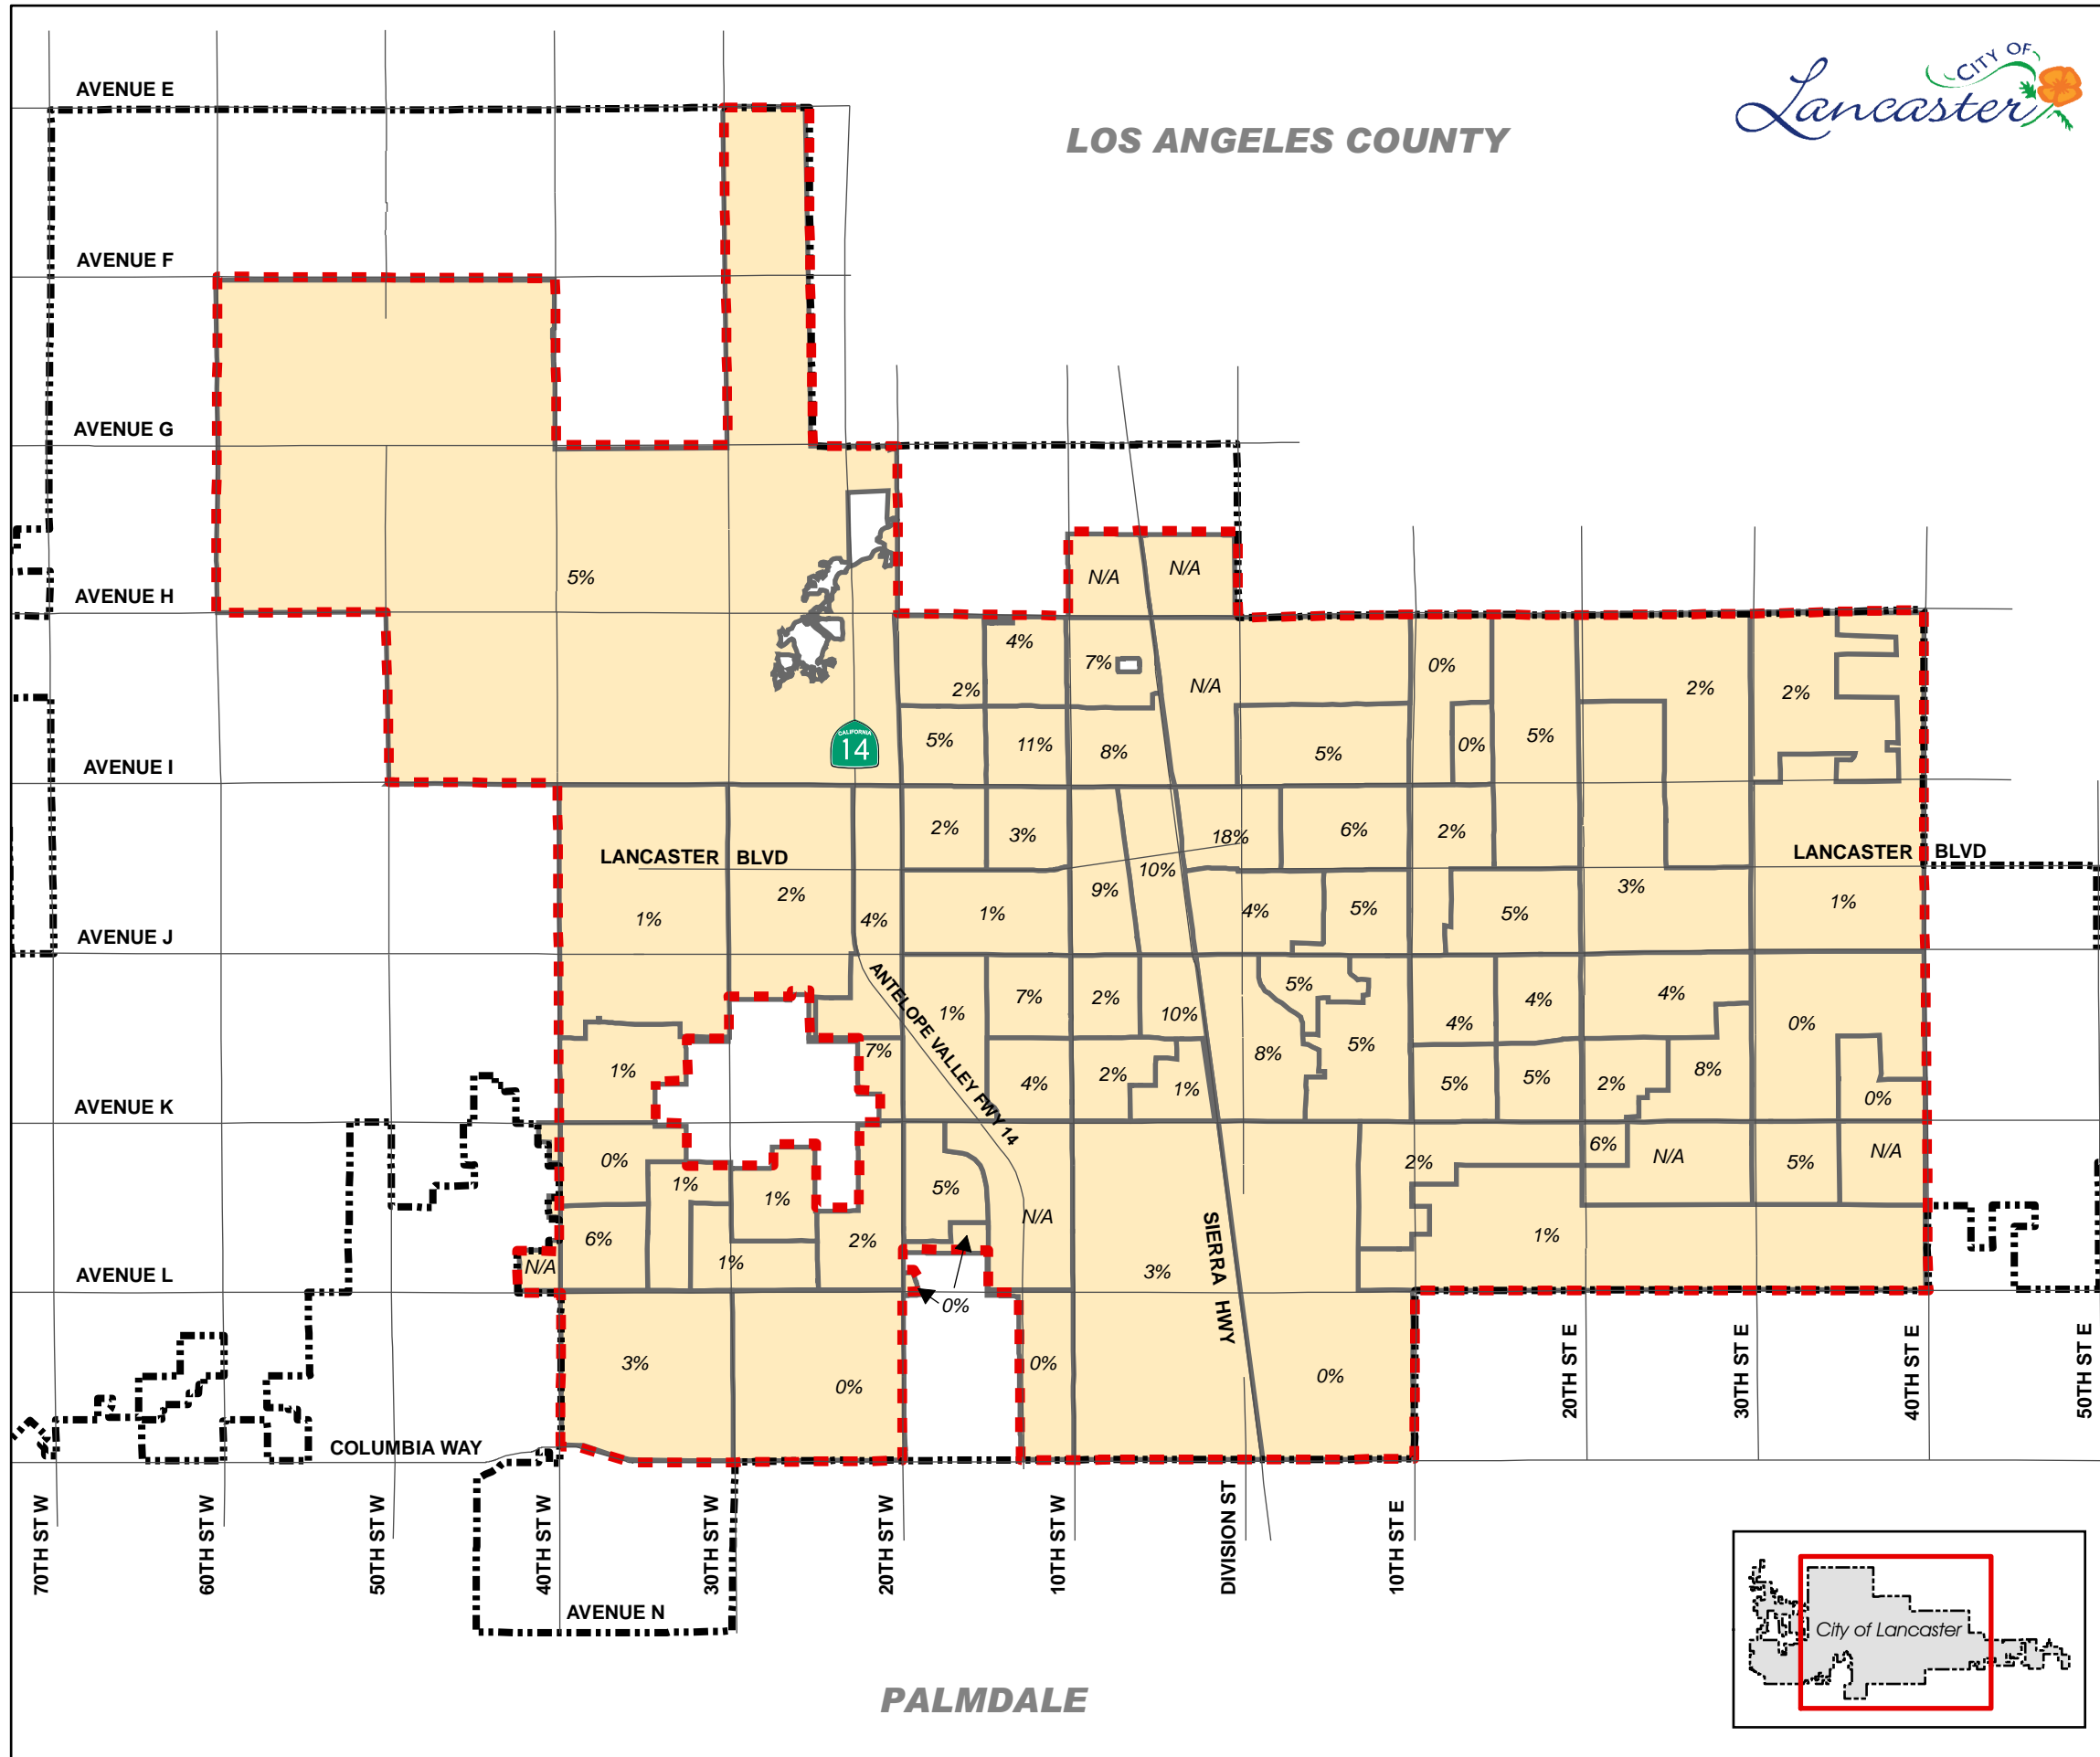 CITY OF
Lancaster
AVENUE E
LOS ANGELES COUNTY
AVENUE F
AVENUE G
AVENUE H
5%
N/A
N/A
4%
7%
0%
2%
N/A
2%
2%
CALIFORNIA
14
5%
11%
8%
5%
0%
5%
AVENUE I
2%
3%
18%
6%
2%
LANCASTER BLVD
LANCASTER BLVD
10%
9%
2%
3%
1%
4%
1%
4%
5%
5%
1%
AVENUE J
ANTELOPE VALLEY FWY 14
1%
7%
2%
10%
5%
4%
4%
4%
0%
1%
7%
4%
2%
1%
8%
5%
5%
5%
2%
8%
0%
AVENUE K
0%
1%
1%
5%
N/A
2%
6%
N/A
5%
N/A
6%
1%
2%
3%
SIERRA HWY
1%
AVENUE L
N/A
0%
3%
0%
0%
0%
COLUMBIA WAY
70TH ST W
60TH ST W
50TH ST W
40TH ST W
30TH ST W
20TH ST W
10TH ST W
DIVISION ST
10TH ST E
20TH ST E
30TH ST E
40TH ST E
50TH ST E
AVENUE N
City of Lancaster
PALMDALE